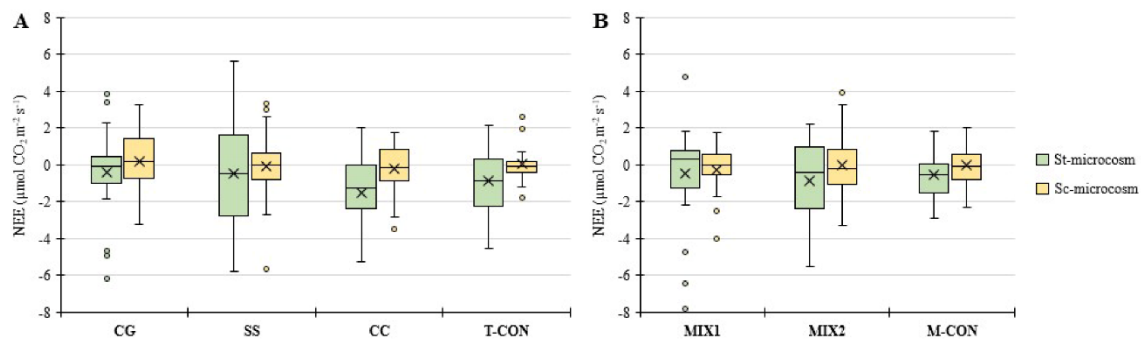 A
NEE (μmol CO₂ m⁻² s⁻¹)
8
6
4
2
0
-2
-4
-6
-8
CG SS CC T-CON
B
NEE (μmol CO₂ m⁻² s⁻¹)
8
6
4
2
0
-2
-4
-6
-8
MIX1 MIX2 M-CON
St-microcosm
Sc-microcosm